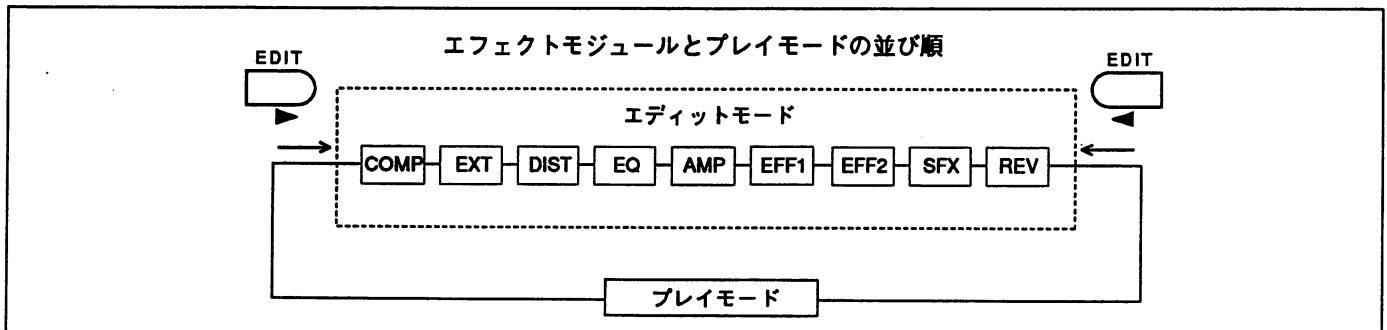 エフェクトモジュールとプレイモードの並び順
EDIT
EDIT
エディットモード
COMP EXT DIST EQ AMP EFF1 EFF2 SFX REV
プレイモード